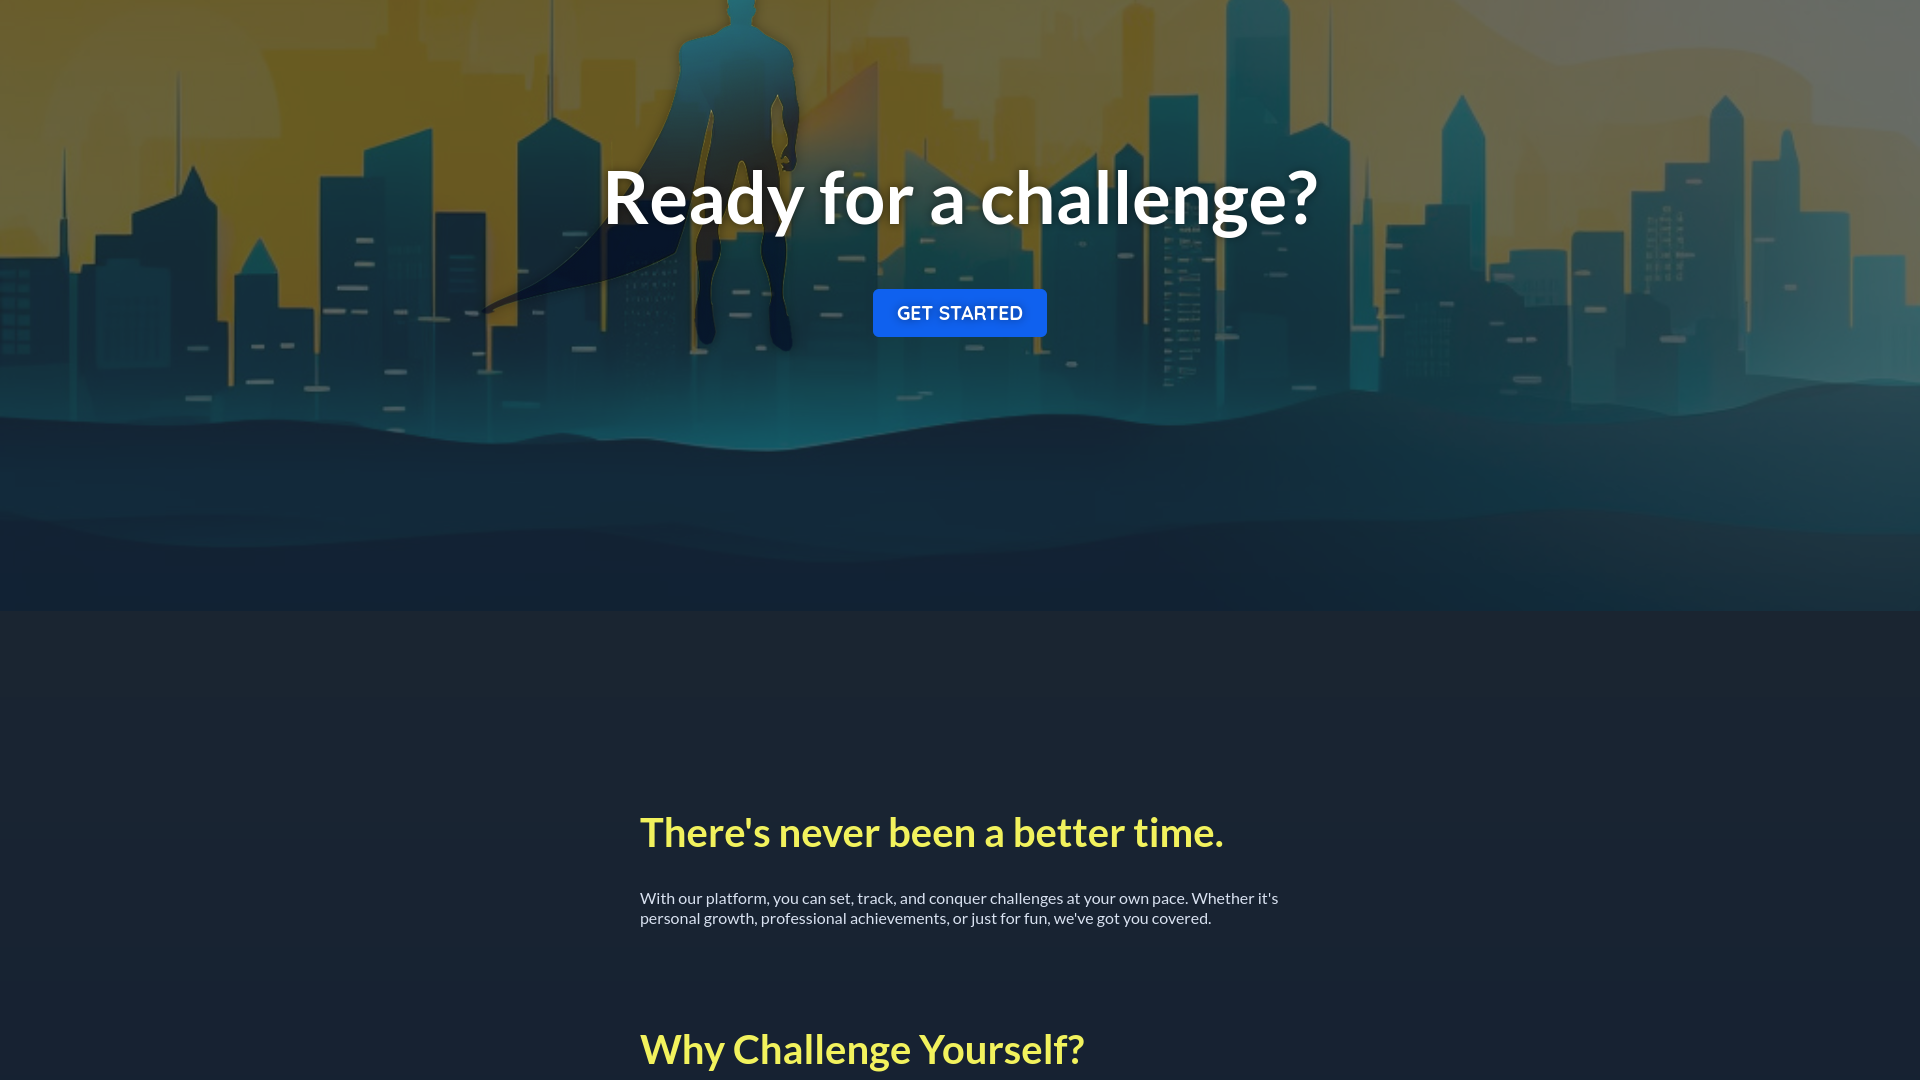 Ready for a challenge?
GET STARTED
There's never been a better time.
With our platform, you can set, track, and conquer challenges at your own pace. Whether it's
personal growth, professional achievements, or just for fun, we've got you covered.
Why Challenge Yourself?